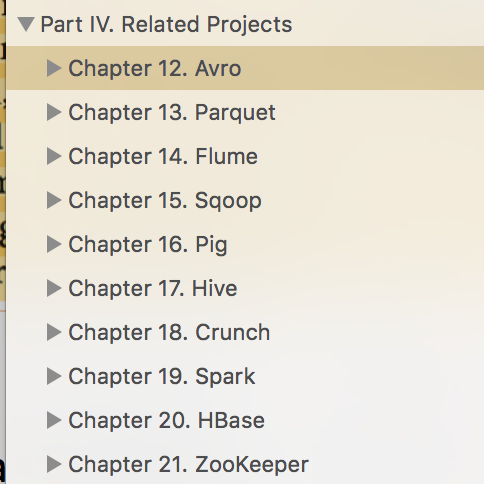 Part IV. Related Projects
Chapter 12. Avro
Chapter 13. Parquet
Chapter 14. Flume
Chapter 15. Sqoop
Chapter 16. Pig
Chapter 17. Hive
Chapter 18. Crunch
Chapter 19. Spark
Chapter 20. HBase
Chapter 21. ZooKeeper